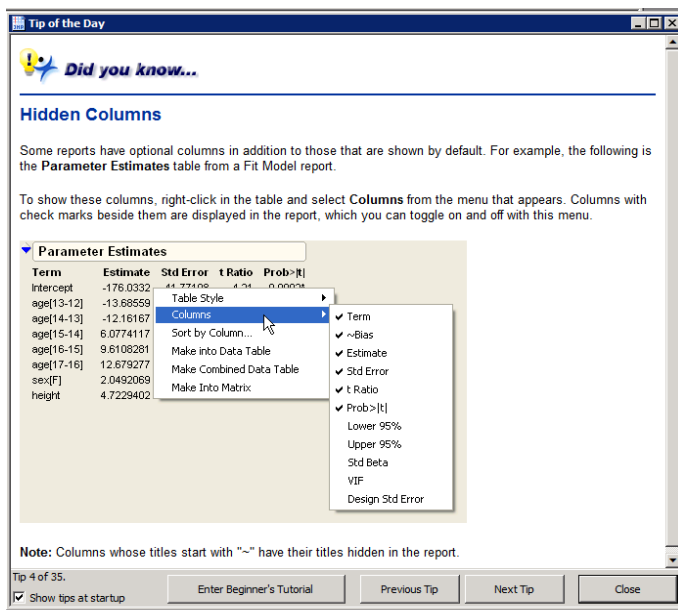 Tip of the Day
Did you know...
Hidden Columns
Some reports have optional columns in addition to those that are shown by default. For example, the following is
the Parameter Estimates table from a Fit Model report.
To show these columns, right-click in the table and select Columns from the menu that appears. Columns with
check marks beside them are displayed in the report, which you can toggle on and off with this menu.
Parameter Estimates
Term Estimate Std Error t Ratio Prob>|t|
Intercept -176.0332
age[13-12] -13.68559
age[14-13] -12.16167
age[15-14] 6.0774117
age[16-15] 9.6108281
age[17-16] 12.679277
sex[F] 2.0492069
height 4.7229402
Table Style
Columns
Sort by Column...
Make into Data Table
Make Combined Data Table
Make Into Matrix
Term
~Bias
Estimate
Std Error
t Ratio
Prob>|t|
Lower 95%
Upper 95%
Std Beta
VIF
Design Std Error
Note: Columns whose titles start with "~" have their titles hidden in the report.
Tip 4 of 35.
Show tips at startup
Enter Beginner's Tutorial
Previous Tip
Next Tip
Close